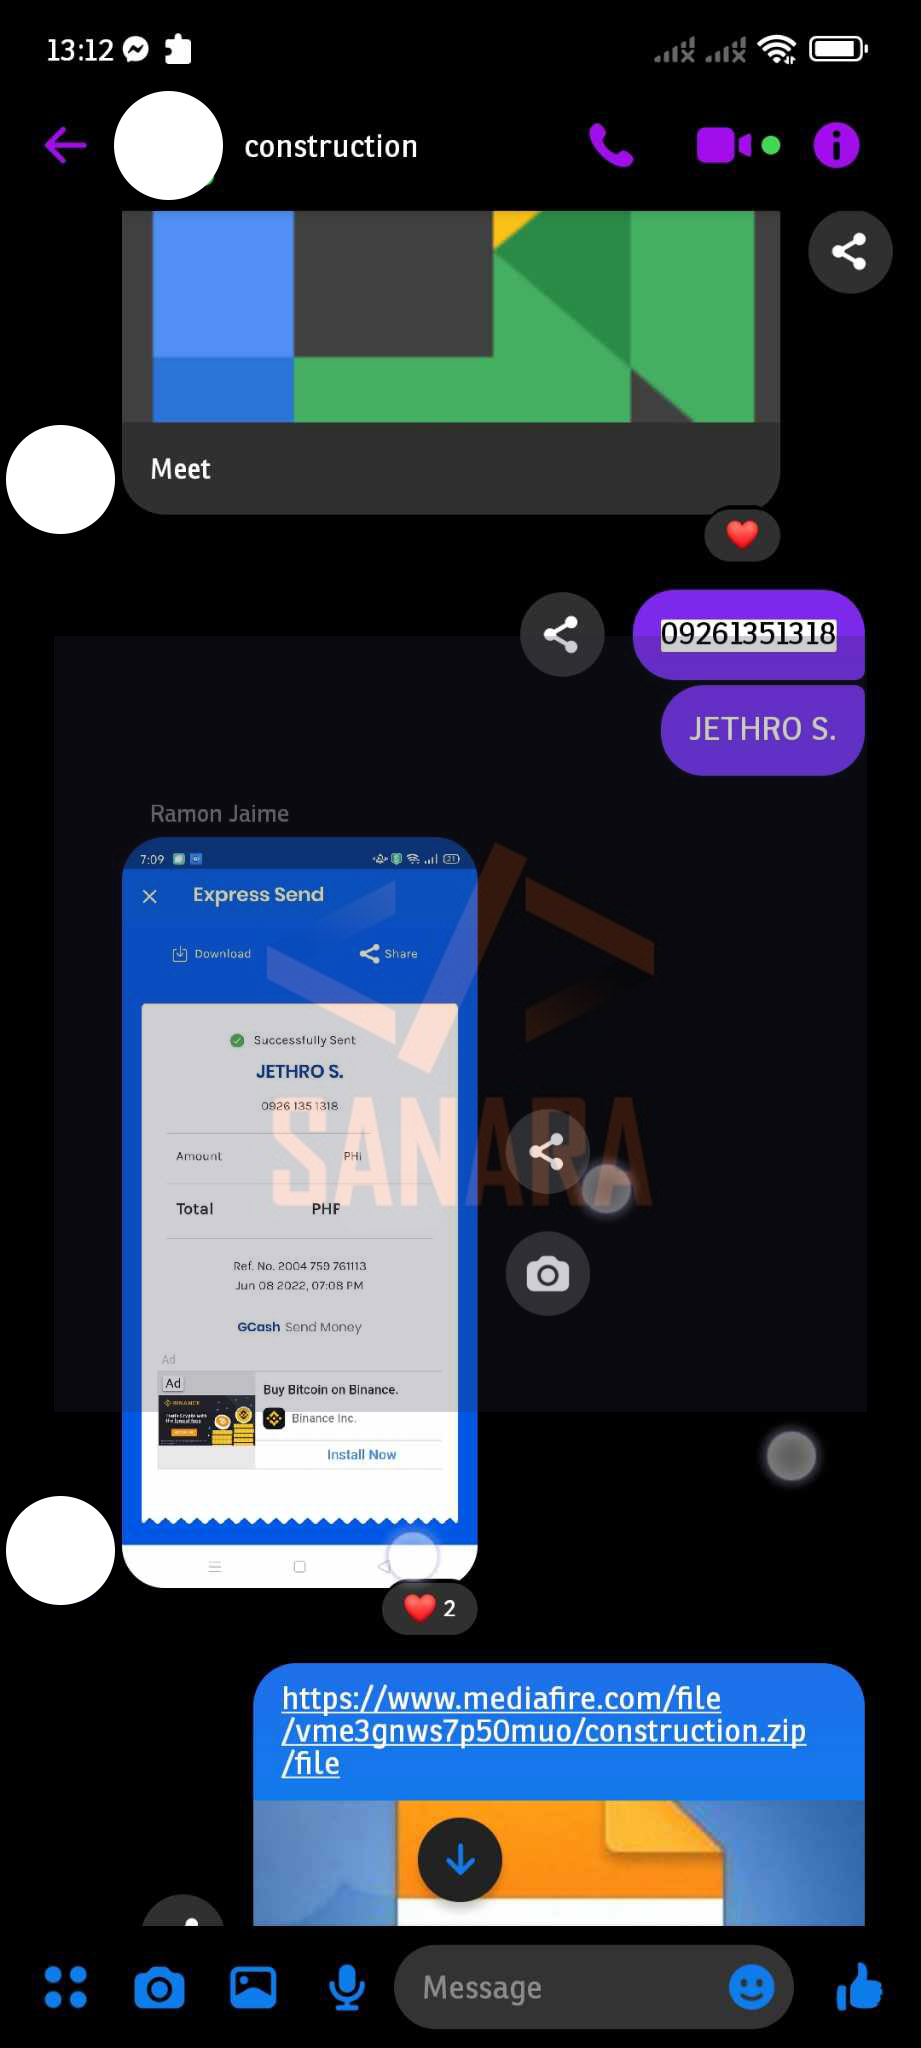 13:12
construction
Meet
09261351318
JETHRO S.
Ramon Jaime
7:09
21
Express Send
Download
Share
Successfully Sent
JETHRO S.
0926 135 1318
Amount PH
Total PHP
Ref. No. 2004 759 761113
Jun 08 2022, 07:08 PM
GCash Send Money
Ad
Ad
BINANCE
Buy Bitcoin on Binance.
Binance Inc.
Install Now
SANARA
2
https://www.mediafire.com/file
/vme3gnws7p50muo/construction.zip
/file
Message